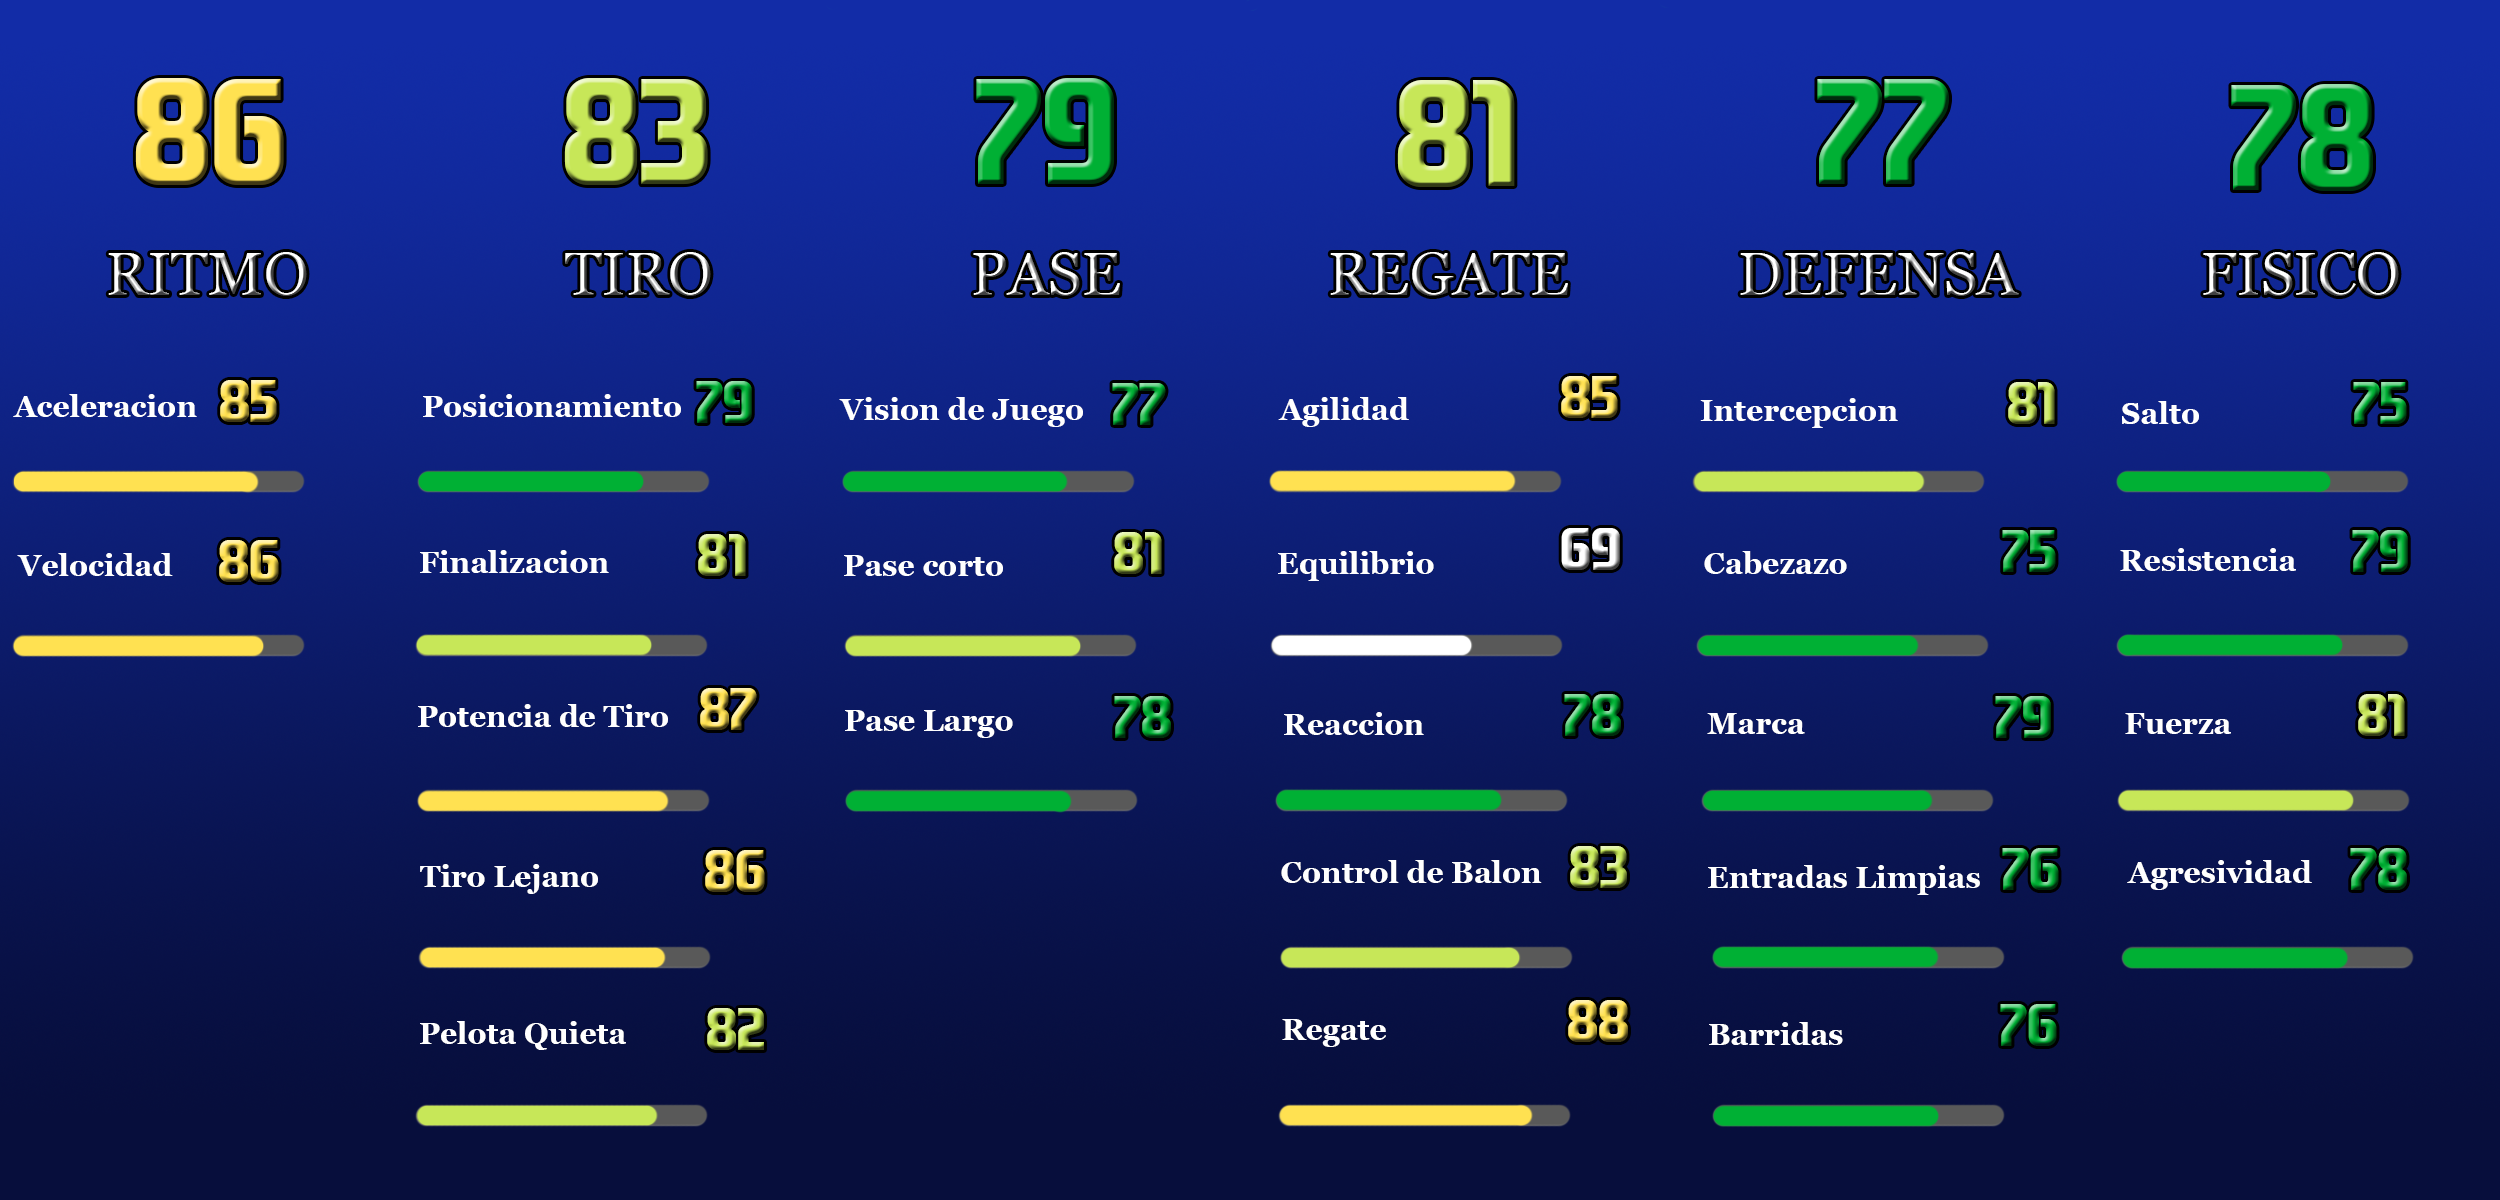 86
RITMO
Aceleracion 85
Velocidad 86
83
TIRO
Posicionamiento 79
Finalizacion 81
Potencia de Tiro 87
Tiro Lejano 86
Pelota Quieta 82
79
PASE
Vision de Juego 77
Pase corto 81
Pase Largo 78
81
REGATE
Agilidad 85
Equilibrio 69
Reaccion 78
Control de Balon 83
Regate 88
77
DEFENSA
Intercepcion 81
Cabezazo 75
Marca 79
Entradas Limpias 76
Barridas 76
78
FISICO
Salto 75
Resistencia 79
Fuerza 81
Agresividad 78